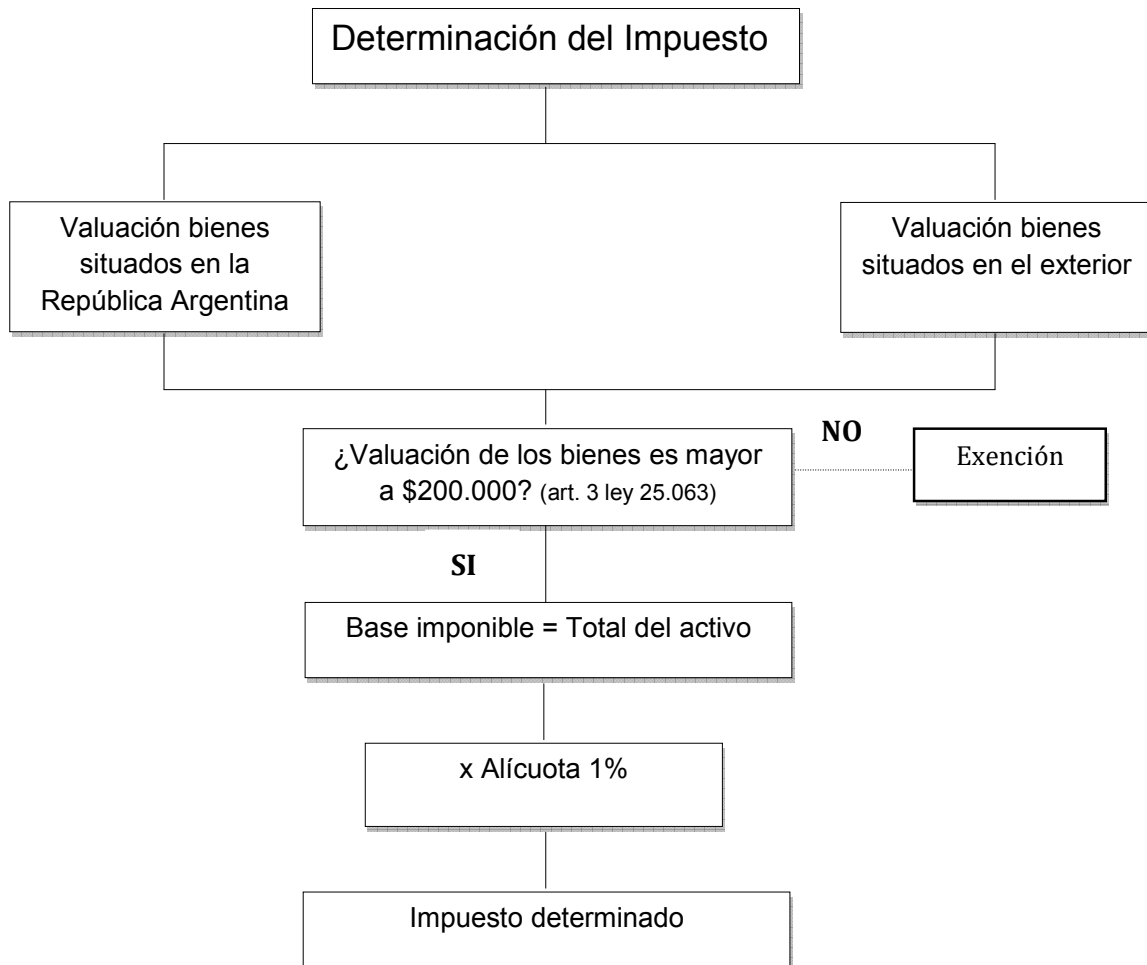 Determinación del Impuesto
Valuación bienes
situados en la
República Argentina
Valuación bienes
situados en el exterior
¿Valuación de los bienes es mayor
a $200.000? (art. 3 ley 25.063)
NO
Exención
SI
Base imponible = Total del activo
x Alícuota 1%
Impuesto determinado